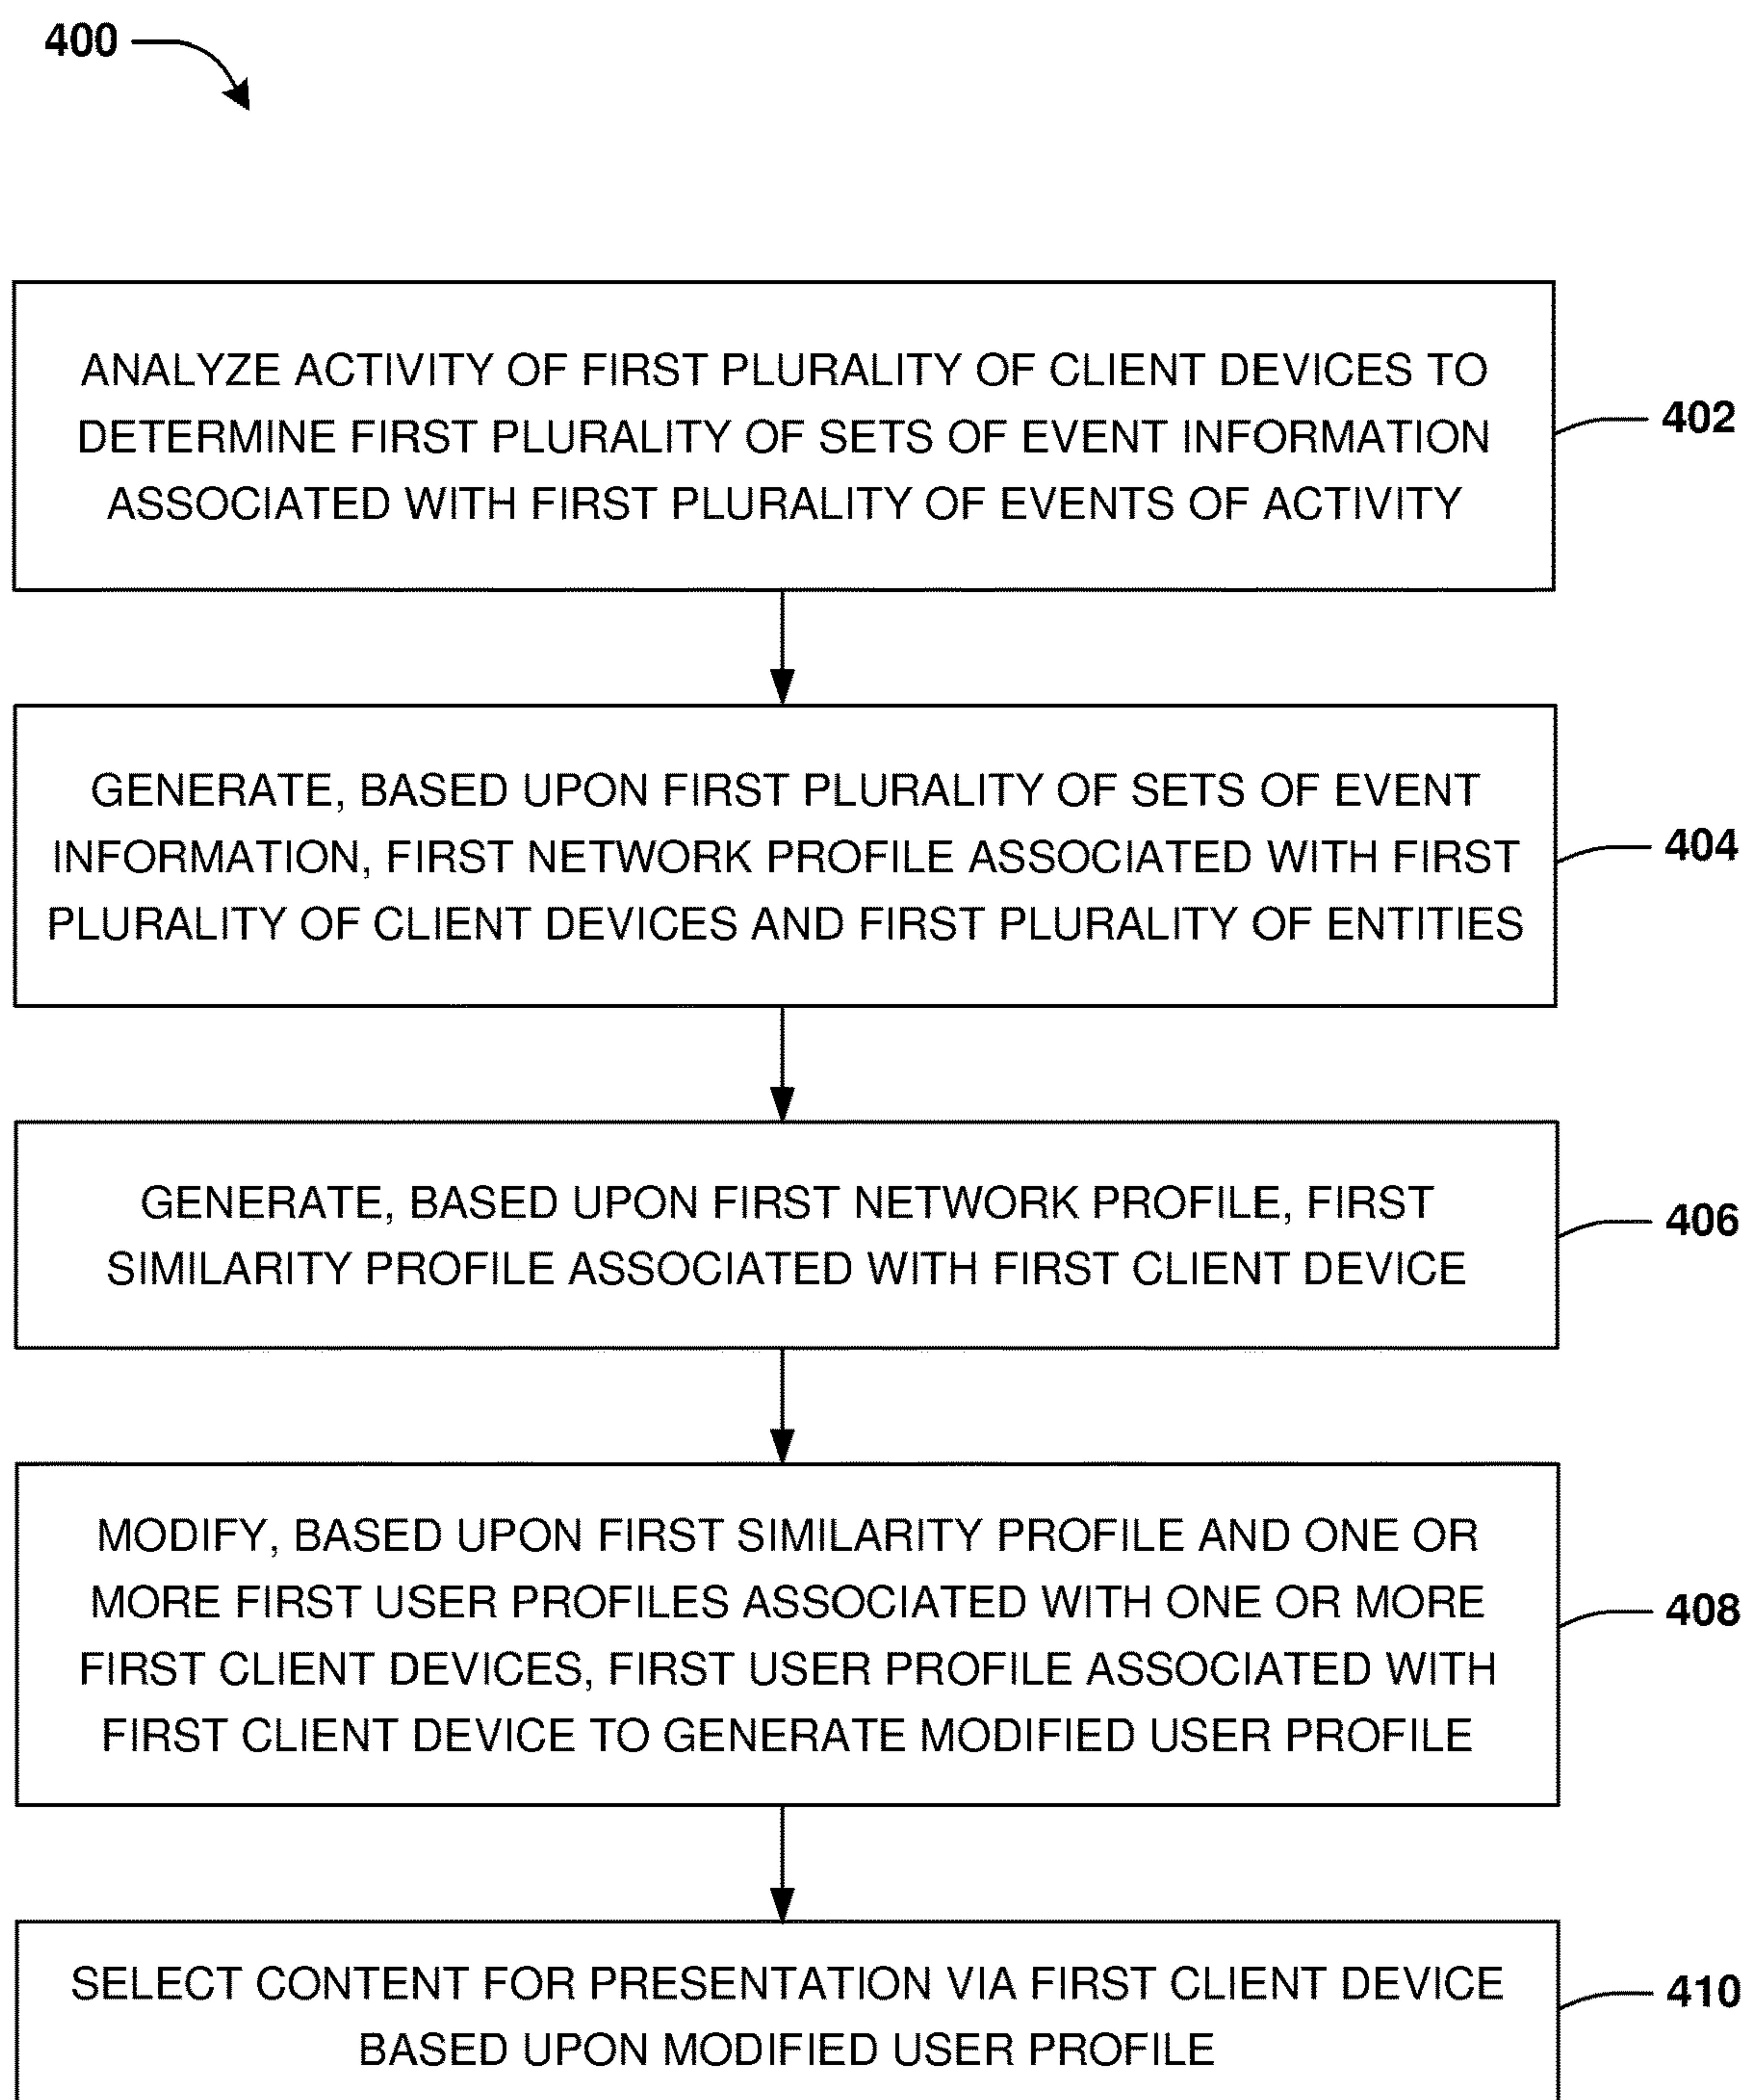 400
ANALYZE ACTIVITY OF FIRST PLURALITY OF CLIENT DEVICES TO
DETERMINE FIRST PLURALITY OF SETS OF EVENT INFORMATION
ASSOCIATED WITH FIRST PLURALITY OF EVENTS OF ACTIVITY
402
GENERATE, BASED UPON FIRST PLURALITY OF SETS OF EVENT
INFORMATION, FIRST NETWORK PROFILE ASSOCIATED WITH FIRST
PLURALITY OF CLIENT DEVICES AND FIRST PLURALITY OF ENTITIES
404
GENERATE, BASED UPON FIRST NETWORK PROFILE, FIRST
SIMILARITY PROFILE ASSOCIATED WITH FIRST CLIENT DEVICE
406
MODIFY, BASED UPON FIRST SIMILARITY PROFILE AND ONE OR
MORE FIRST USER PROFILES ASSOCIATED WITH ONE OR MORE
FIRST CLIENT DEVICES, FIRST USER PROFILE ASSOCIATED WITH
FIRST CLIENT DEVICE TO GENERATE MODIFIED USER PROFILE
408
SELECT CONTENT FOR PRESENTATION VIA FIRST CLIENT DEVICE
BASED UPON MODIFIED USER PROFILE
410